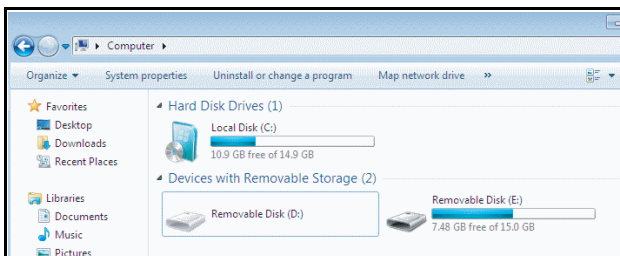 Computer
Organize System properties Uninstall or change a program Map network drive »
Favorites
Desktop
Downloads
Recent Places
Libraries
Documents
Music
Pictures
Hard Disk Drives (1)
Local Disk (C:)
10.9 GB free of 14.9 GB
Devices with Removable Storage (2)
Removable Disk (D:)
Removable Disk (E:)
7.48 GB free of 15.0 GB